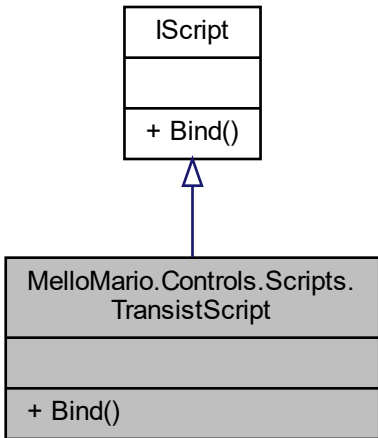 IScript
+ Bind()
MelloMario.Controls.Scripts.
TransistScript
+ Bind()